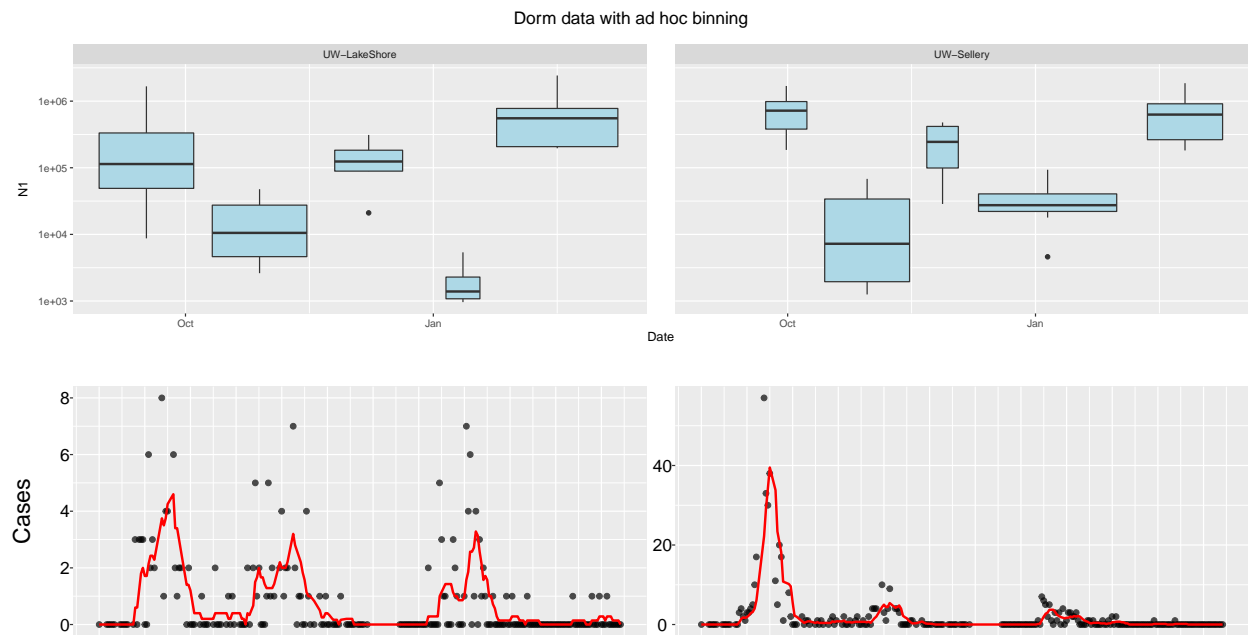 Dorm data with ad hoc binning
UW−LakeShore
UW−Sellery
1e+06
1e+05
1e+04
1e+03
N1
Oct
Jan
Oct
Jan
Date
8
6
4
2
0
Cases
40
20
0